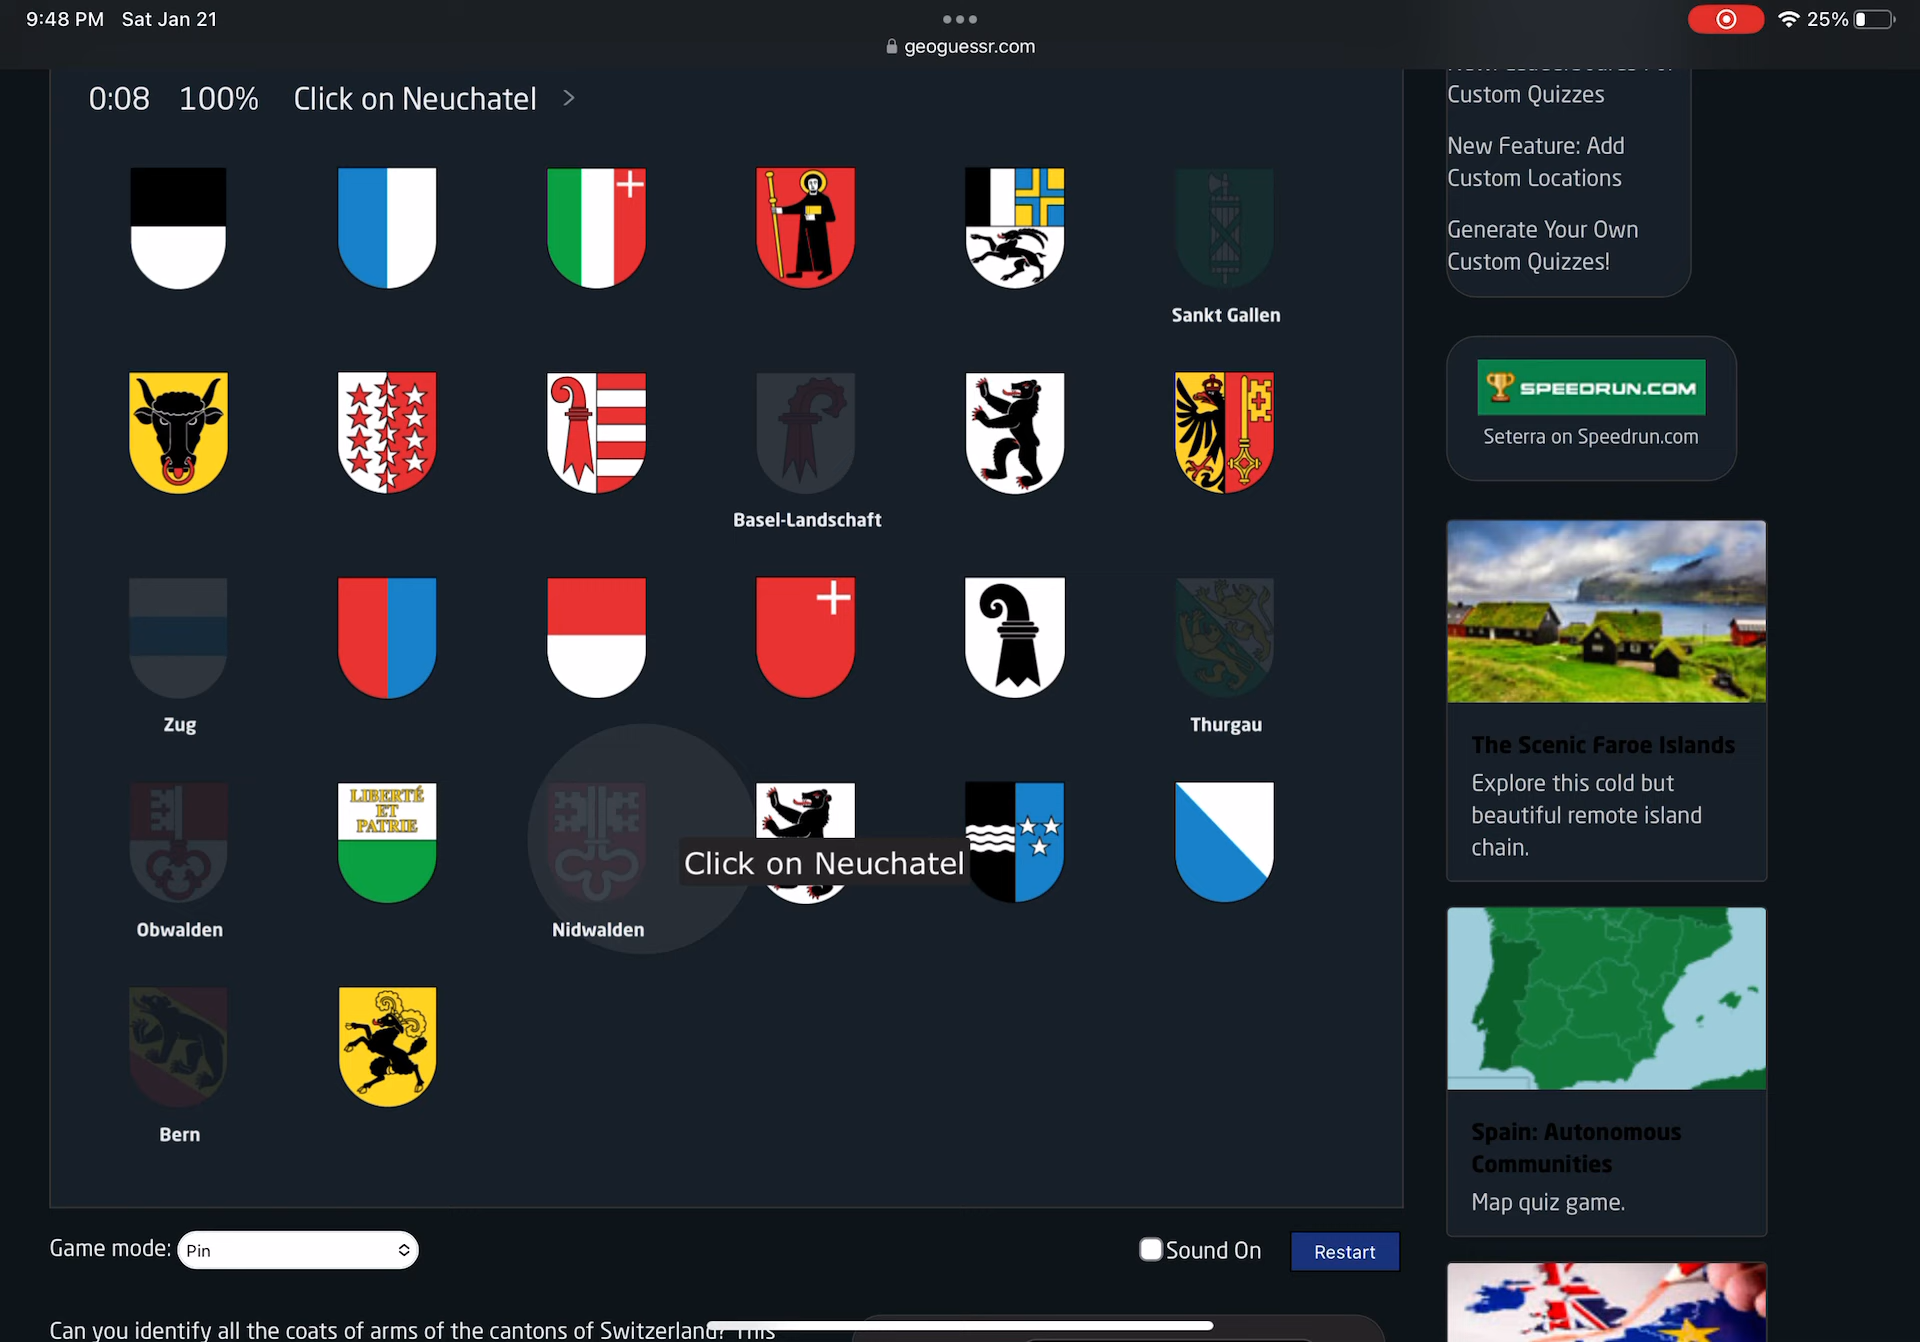 9:48 PM Sat Jan 21
geoguessr.com
25%
0:08 100% Click on Neuchatel >
Sankt Gallen
Basel-Landschaft
Zug
Thurgau
LIBERTÉ
ET
PATRIE
Click on Neuchatel
Obwalden
Nidwalden
Bern
Game mode: Pin
Sound On
Restart
Can you identify all the coats of arms of the cantons of Switzerland? This
Custom Quizzes
New Feature: Add
Custom Locations
Generate Your Own
Custom Quizzes!
SPEEDRUN.COM
Seterra on Speedrun.com
The Scenic Faroe Islands
Explore this cold but
beautiful remote island
chain.
Spain: Autonomous
Communities
Map quiz game.